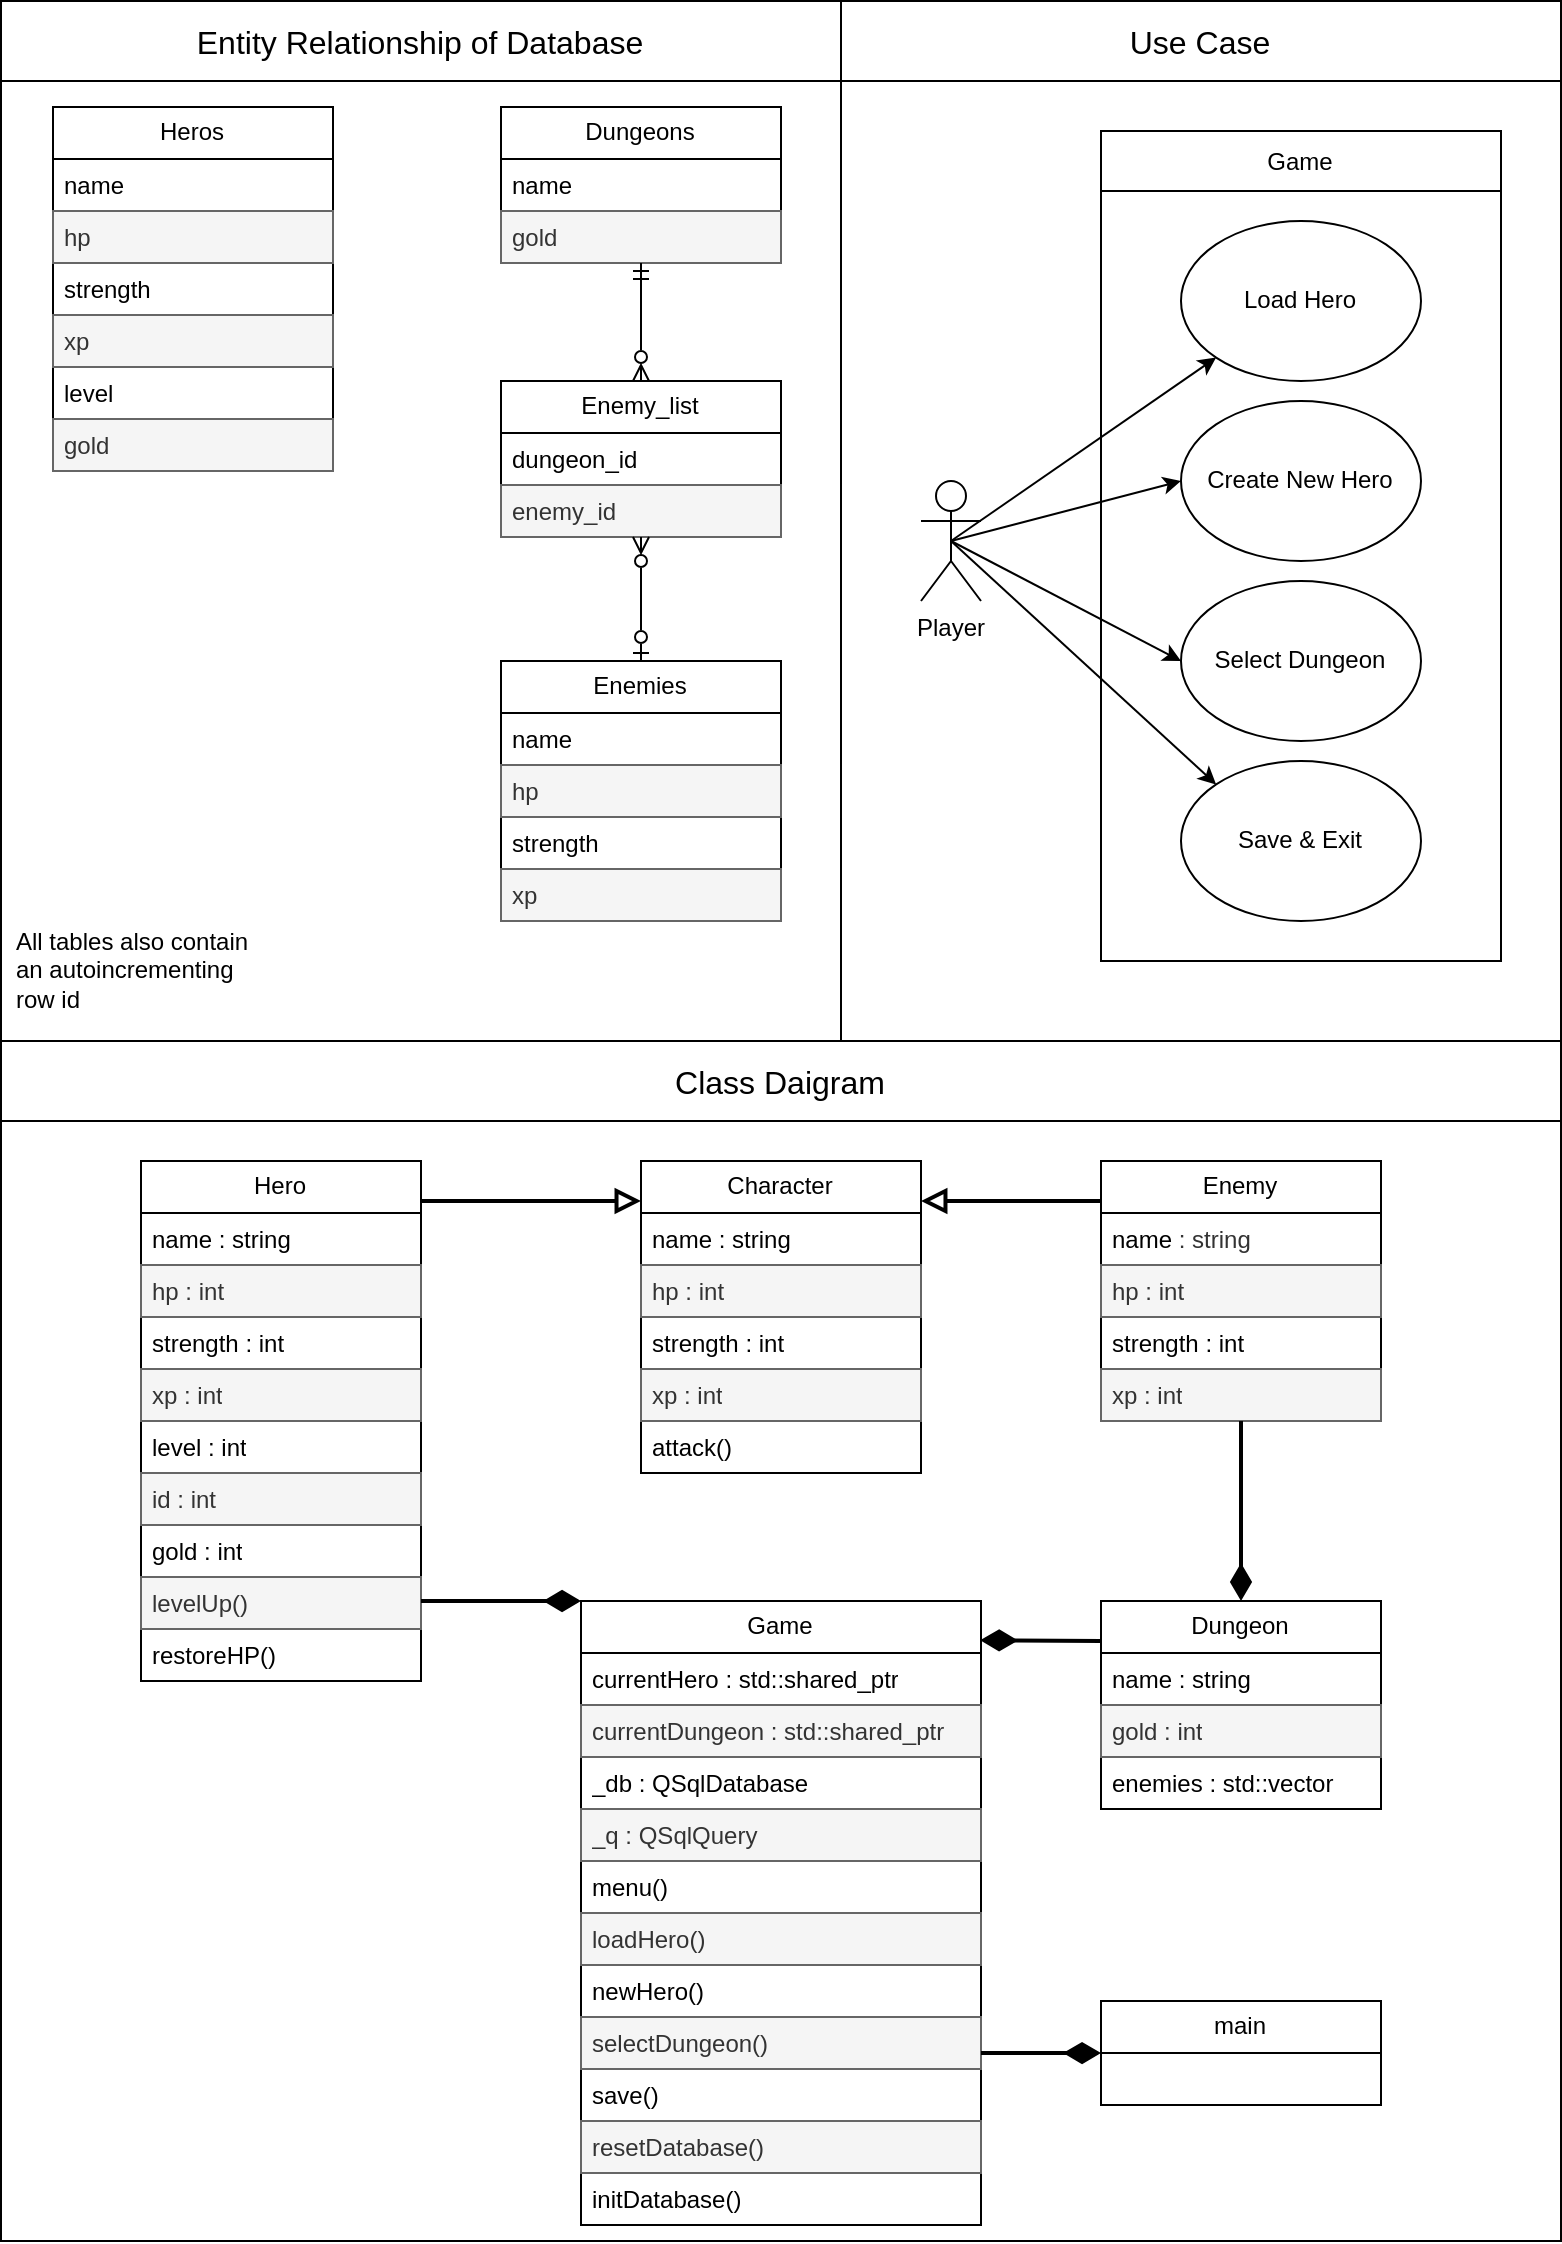 Entity Relationship of Database
Use Case
Heros
name
hp
strength
xp
level
gold
Dungeons
name
gold
Enemy_list
dungeon_id
enemy_id
Enemies
name
hp
strength
xp
All tables also contain
an autoincrementing
row id
Game
Load Hero
Create New Hero
Select Dungeon
Save & Exit
Player
Class Daigram
Hero
name : string
hp : int
strength : int
xp : int
level : int
id : int
gold : int
levelUp()
restoreHP()
Character
name : string
hp : int
strength : int
xp : int
attack()
Enemy
name : string
hp : int
strength : int
xp : int
Game
currentHero : std::shared_ptr
currentDungeon : std::shared_ptr
_db : QSqlDatabase
_q : QSqlQuery
menu()
loadHero()
newHero()
selectDungeon()
save()
resetDatabase()
initDatabase()
Dungeon
name : string
gold : int
enemies : std::vector
main